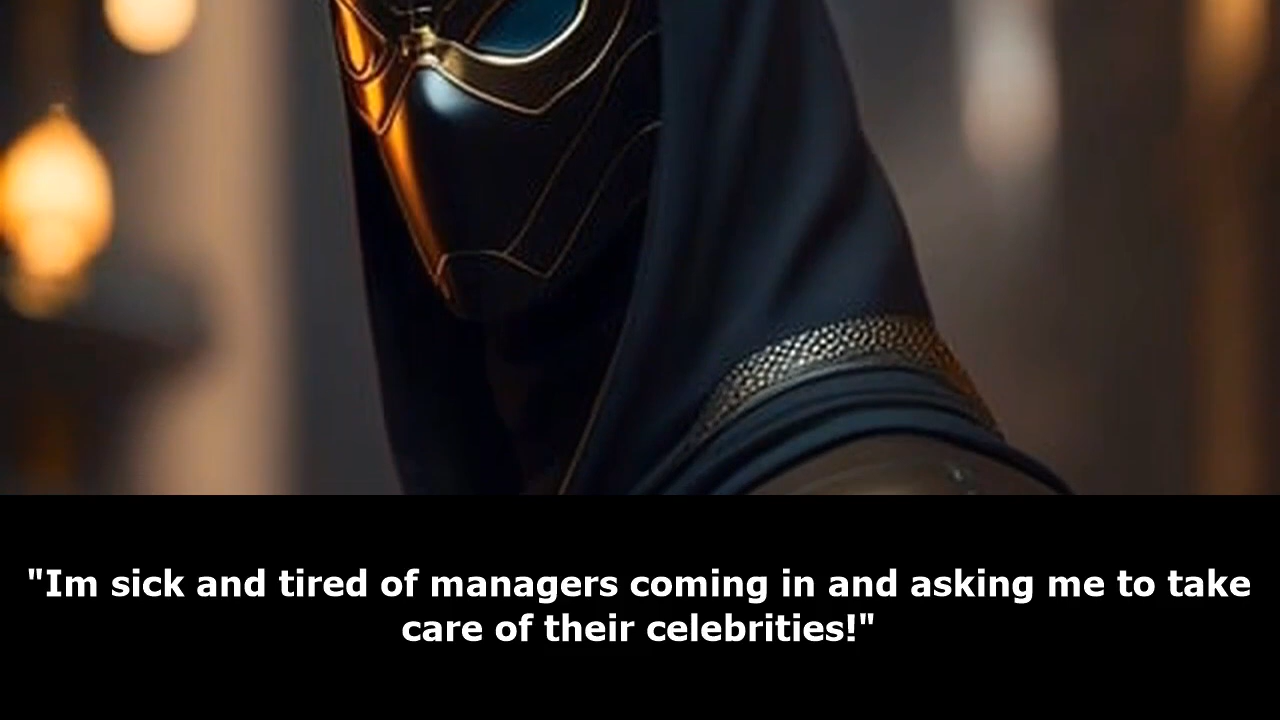 "Im sick and tired of managers coming in and asking me to take
care of their celebrities!"